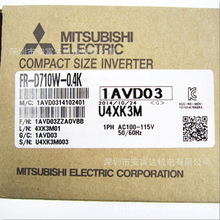 MITSUBISHI
ELECTRIC
COMPACT SIZE INVERTER
FR-D710W-0.4K
1AVD03
M/C: 1AVD0314102401
2014/10/24 <G>
U4XK3M
F/N: 1AVD03ZZAOVBB
L/N: 4XK3M01
1PH AC100-115V
S/N: U4XK3M003
50/60Hz
MITSUBISHI ELECTRIC CORPORATION